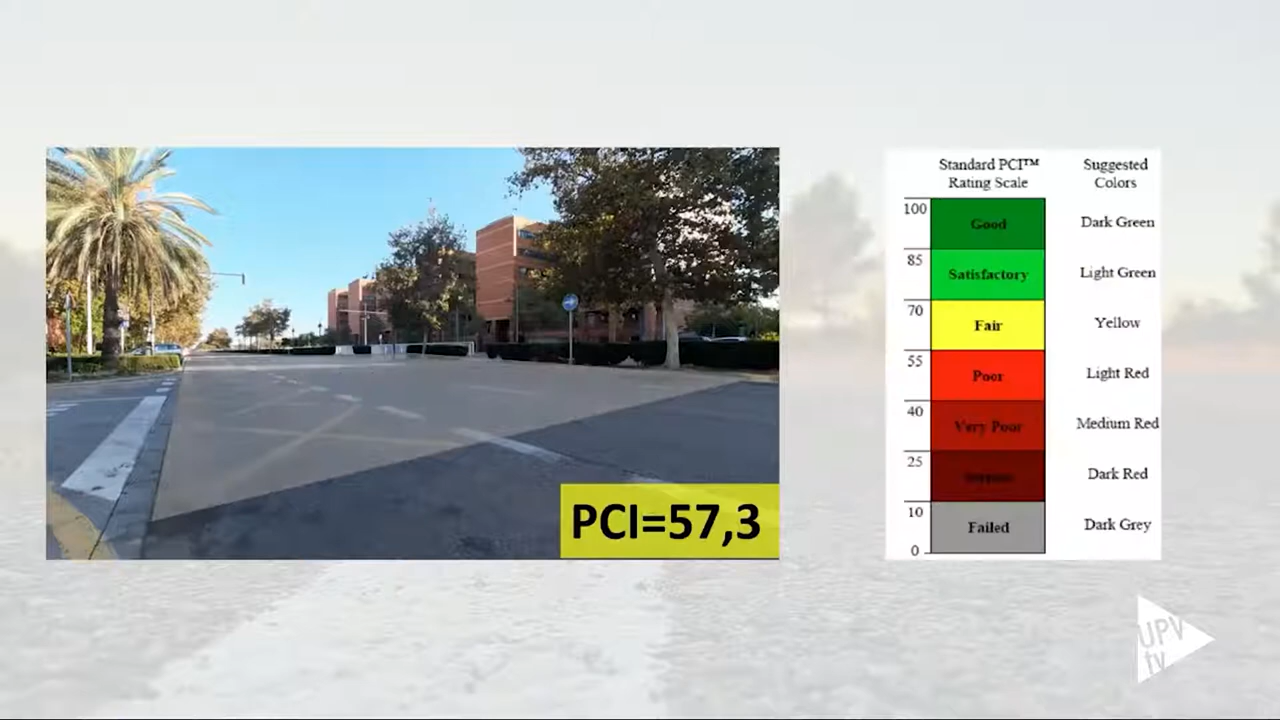 PCI=57,3
Standard PCI™
Rating Scale
Suggested
Colors
100
Good
Dark Green
85
Satisfactory
Light Green
70
Fair
Yellow
55
Poor
Light Red
40
Very Poor
Medium Red
25
Dark Red
10
Failed
Dark Grey
0
UPV
tv